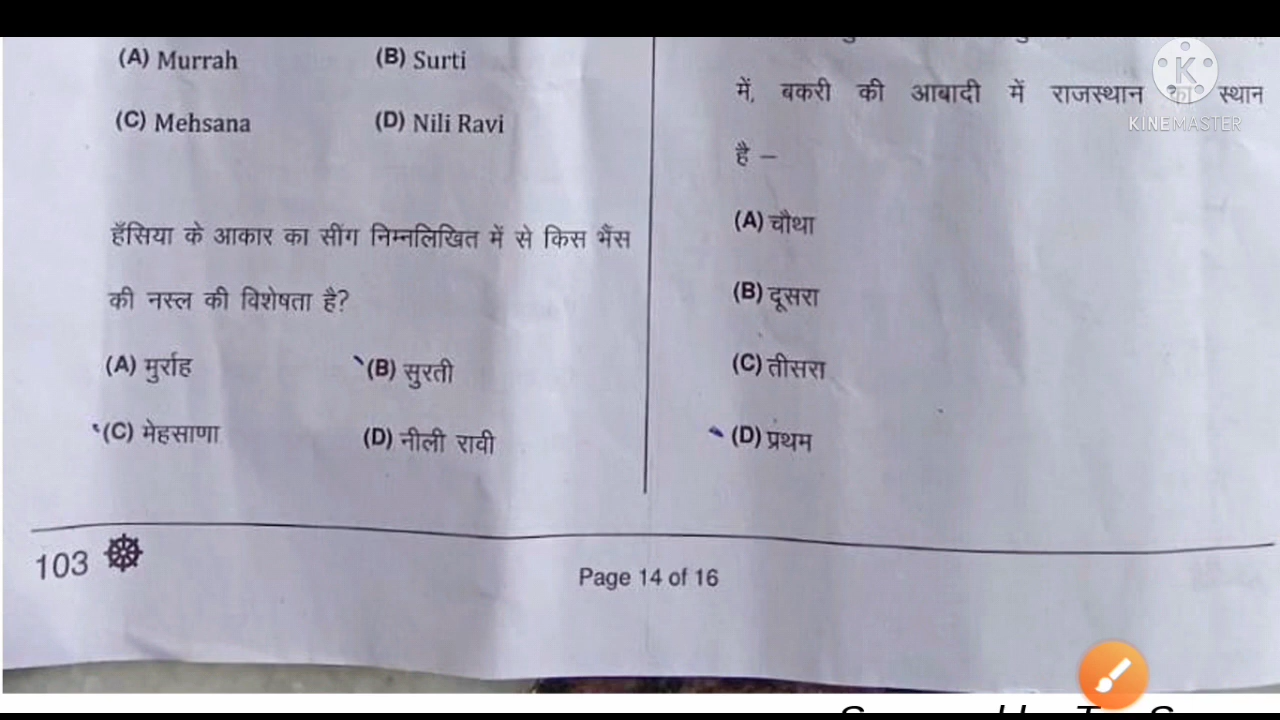 (A) Murrah (B) Surti
(C) Mehsana (D) Nili Ravi
हँसिया के आकार का सींग निम्नलिखित में से किस भैंस
की नस्ल की विशेषता है?
(A) मुर्राह (B) सुरती
(C) मेहसाणा (D) नीली रावी
में, बकरी की आबादी में राजस्थान का स्थान
है –
(A) चौथा
(B) दूसरा
(C) तीसरा
(D) प्रथम
103
Page 14 of 16
K
KINEMASTER